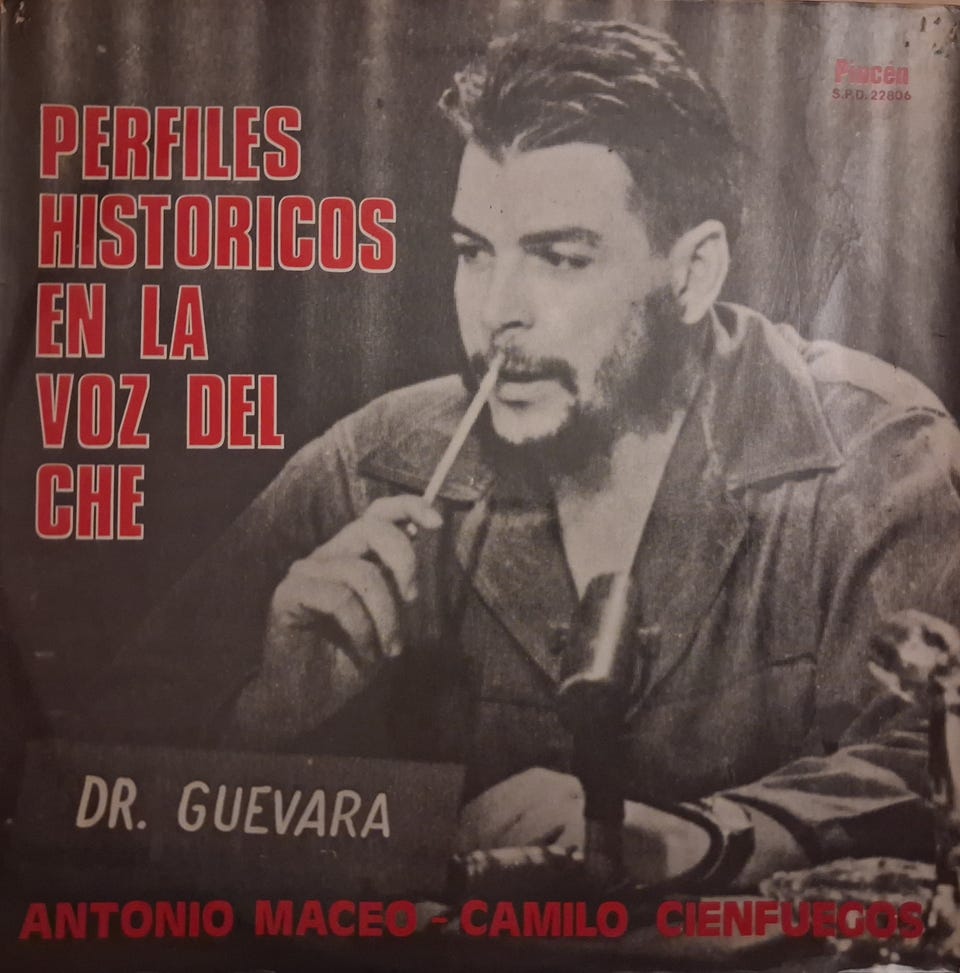 Pincén
S.P.D. 22806
PERFILES
HISTORICOS
EN LA
VOZ DEL
CHE
DR. GUEVARA
ANTONIO MACEO - CAMILO CIENFUEGOS